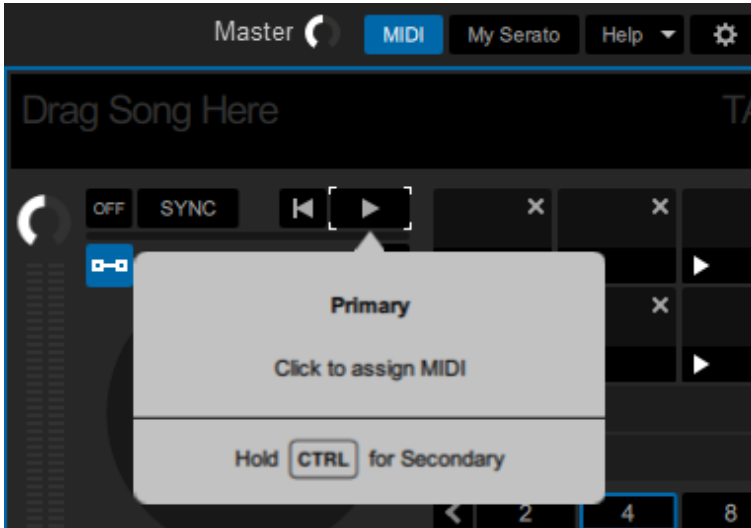 Master MIDI My Serato Help
Drag Song Here
OFF SYNC
Primary
Click to assign MIDI
Hold CTRL for Secondary
2 4 8